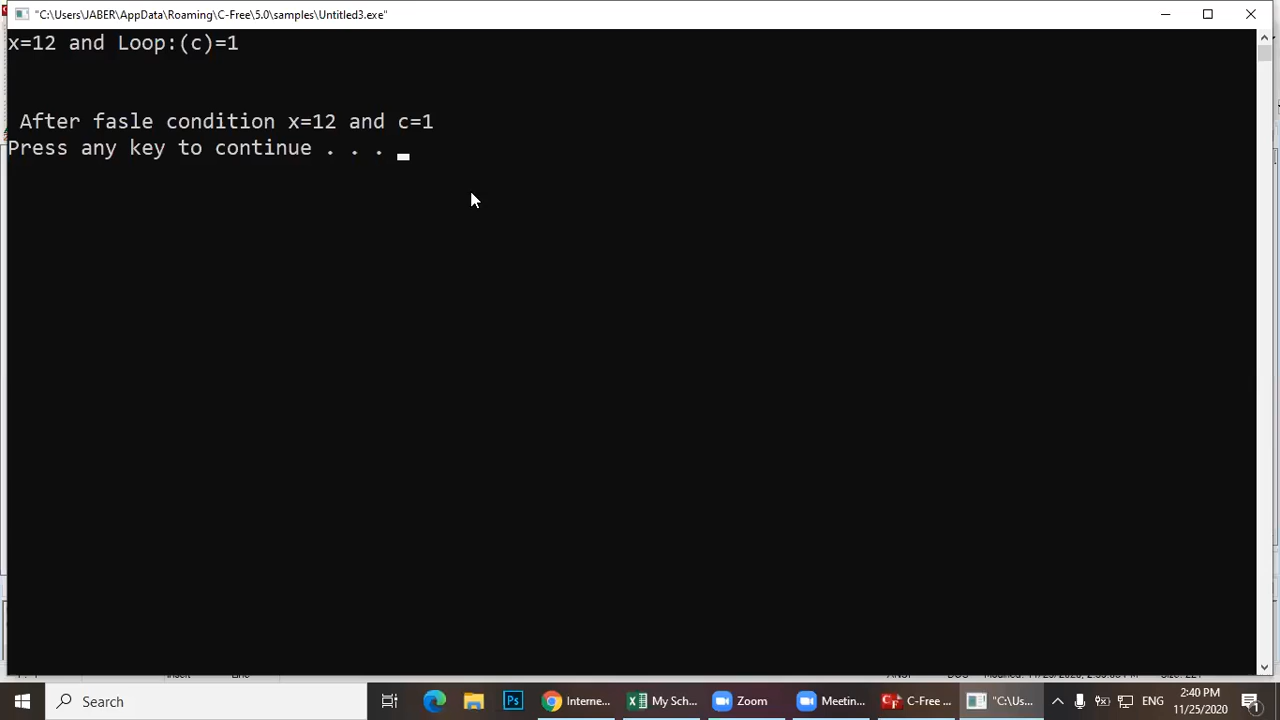 "C:\Users\JABER\AppData\Roaming\C-Free\5.0\samples\Untitled3.exe"
x=12 and Loop:(c)=1
After fasle condition x=12 and c=1
Press any key to continue . . .
Search
Ps
Interne...
My Sch...
Zoom
Meetin...
C-Free ...
"C:\Us...
ENG
2:40 PM
11/25/2020
1